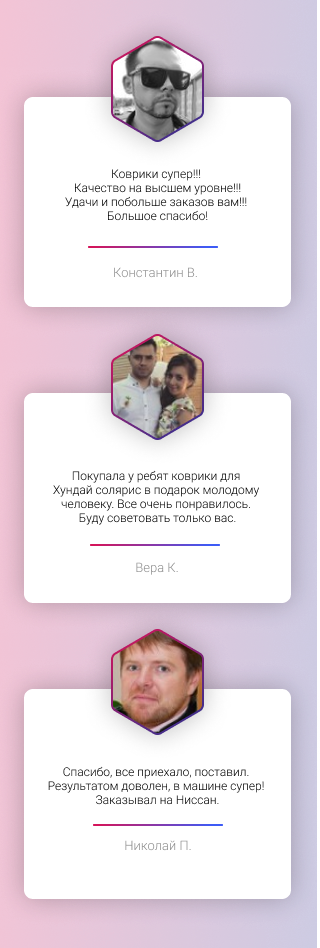 Коврики супер!!!
Качество на высшем уровне!!!
Удачи и побольше заказов вам!!!
Большое спасибо!
Константин В.
Покупала у ребят коврики для
Хундай солярис в подарок молодому
человеку. Все очень понравилось.
Буду советовать только вас.
Вера К.
Спасибо, все приехало, поставил.
Результатом доволен, в машине супер!
Заказывал на Ниссан.
Николай П.